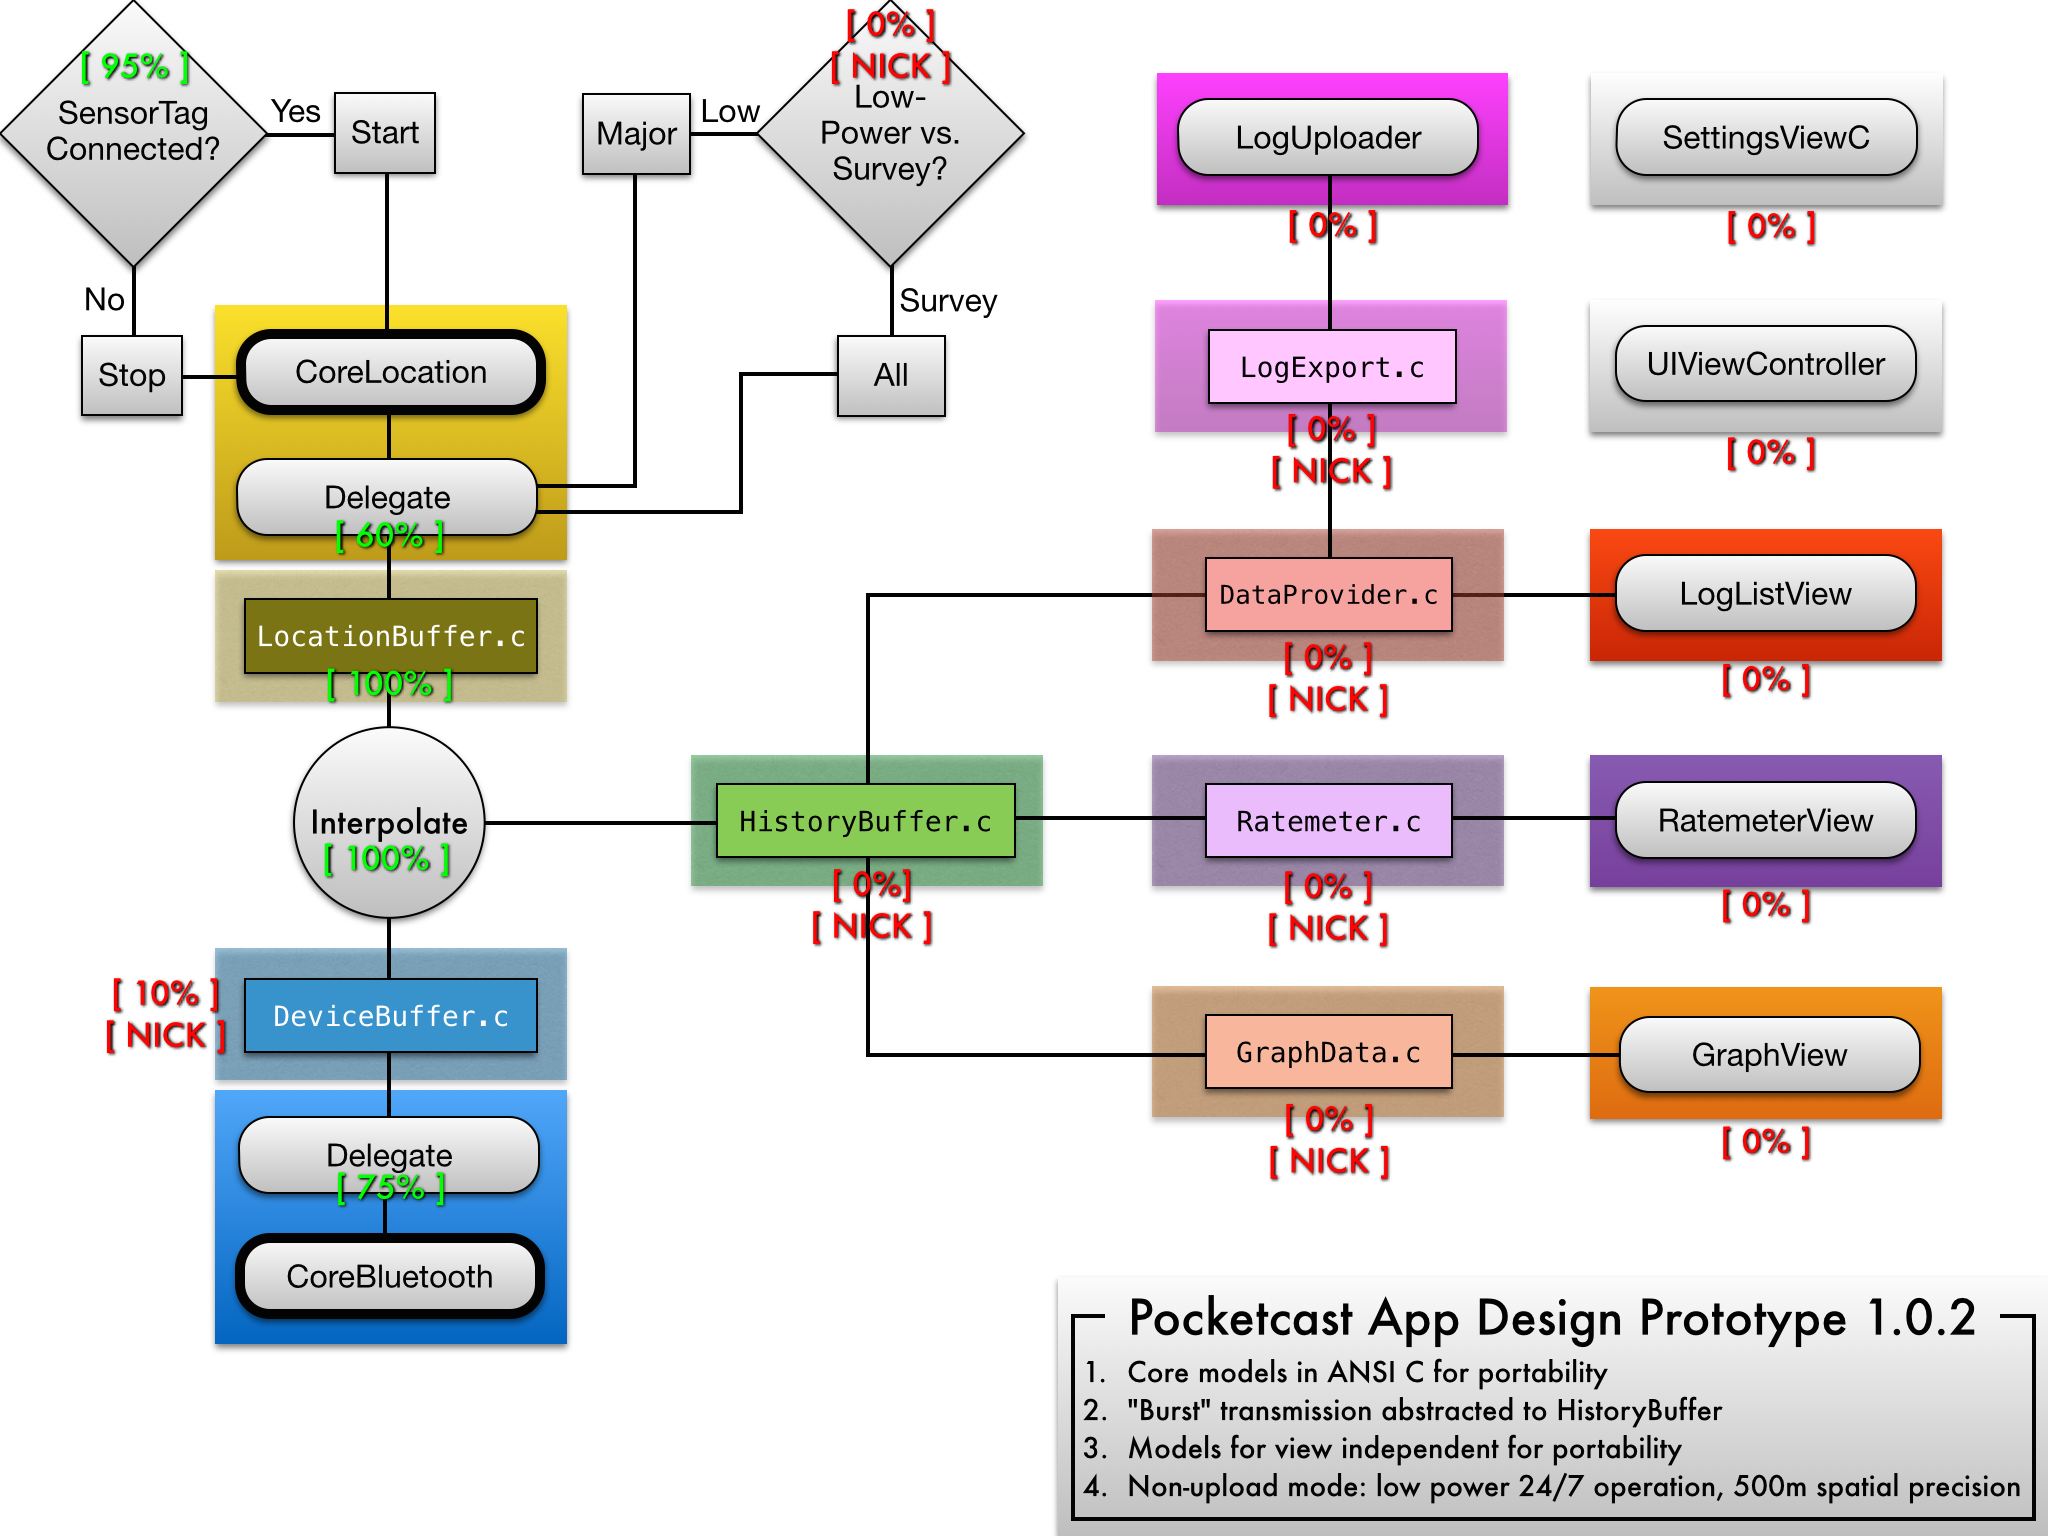 [ 95% ]
SensorTag
Connected?
Yes
Start
No
Stop
[ 0% ]
[ NICK ]
Low-
Power vs.
Survey?
Low
Major
Survey
All
CoreLocation
Delegate
[ 60% ]
LocationBuffer.c
[ 100% ]
Interpolate
[ 100% ]
[ 10% ]
[ NICK ]
DeviceBuffer.c
Delegate
[ 75% ]
CoreBluetooth
HistoryBuffer.c
[ 0%]
[ NICK ]
LogUploader
[ 0% ]
LogExport.c
[ 0% ]
[ NICK ]
DataProvider.c
[ 0% ]
[ NICK ]
Ratemeter.c
[ 0% ]
[ NICK ]
GraphData.c
[ 0% ]
[ NICK ]
SettingsViewC
[ 0% ]
UIViewController
[ 0% ]
LogListView
[ 0% ]
RatemeterView
[ 0% ]
GraphView
[ 0% ]
Pocketcast App Design Prototype 1.0.2
1. Core models in ANSI C for portability
2. "Burst" transmission abstracted to HistoryBuffer
3. Models for view independent for portability
4. Non-upload mode: low power 24/7 operation, 500m spatial precision